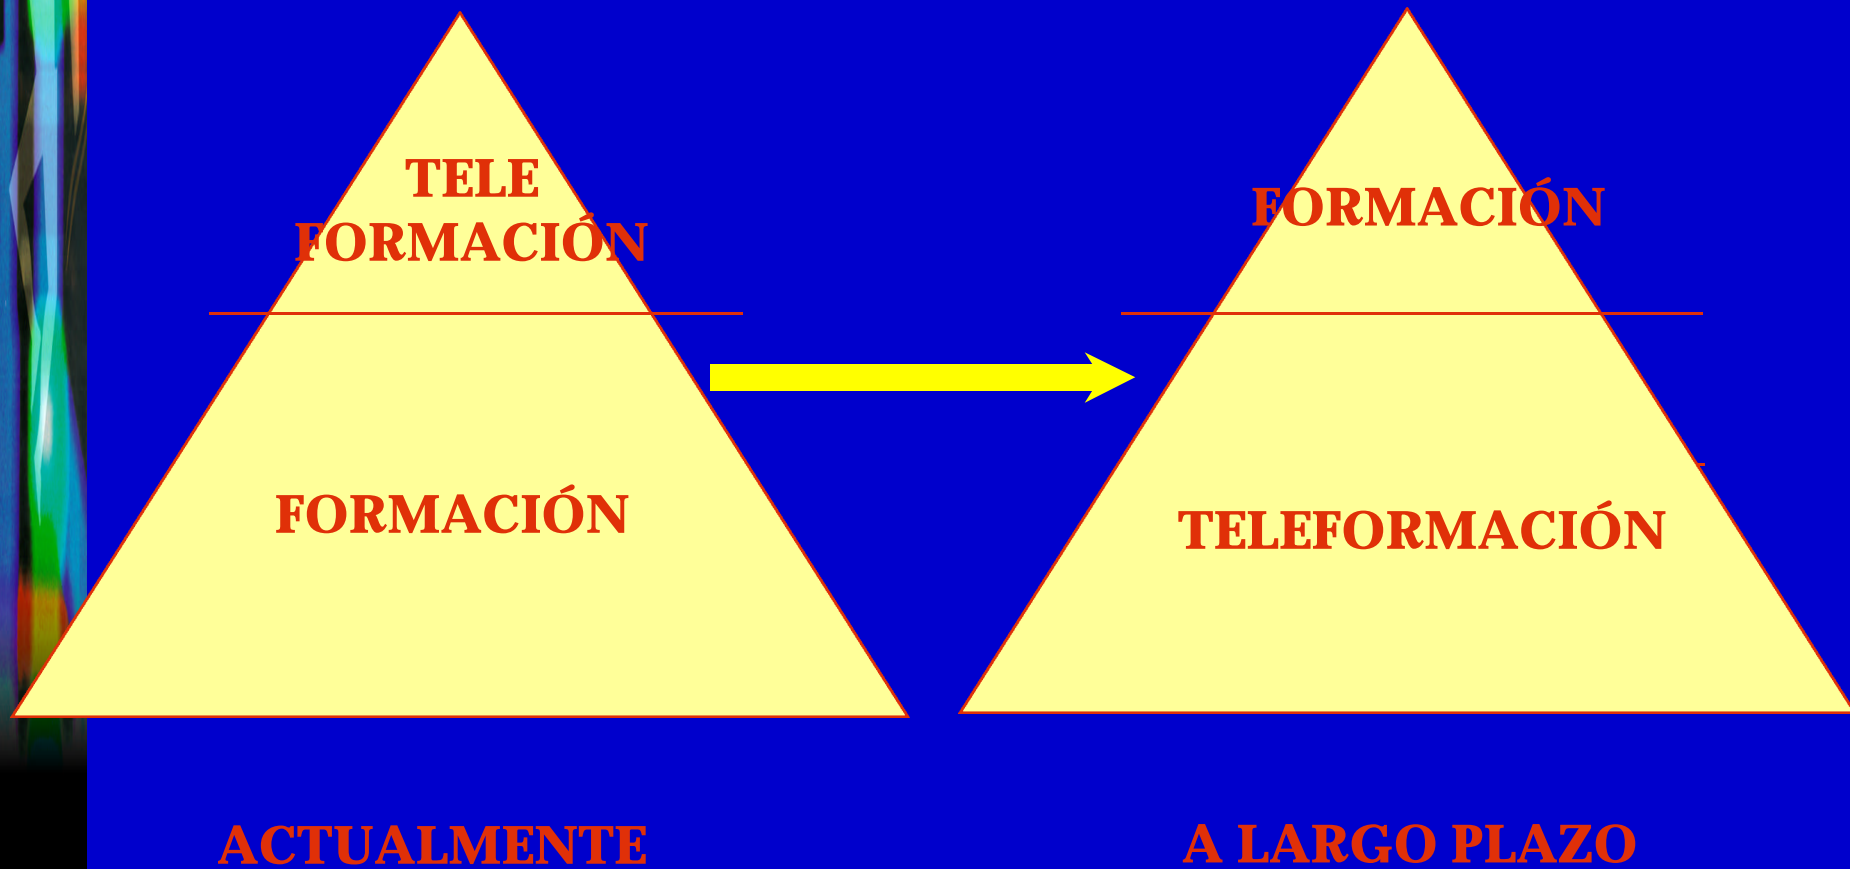 TELE
FORMACIÓN
FORMACIÓN
ACTUALMENTE
FORMACIÓN
TELEFORMACIÓN
A LARGO PLAZO